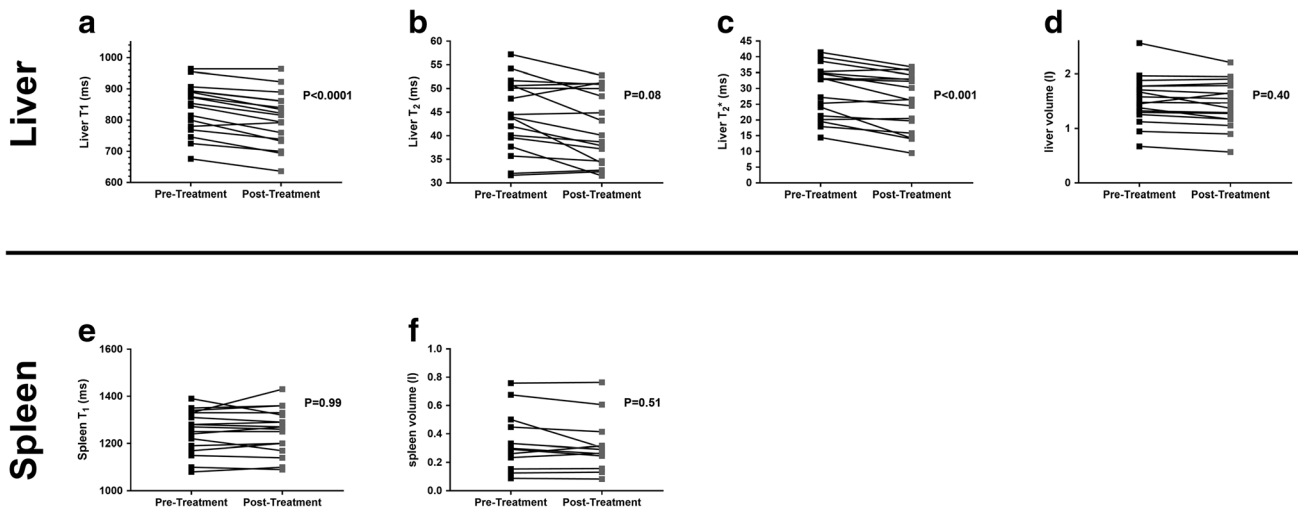 Liver
a
Liver T1 (ms)
1000
900
800
700
600
P<0.0001
Pre-Treatment Post-Treatment
b
Liver T₂ (ms)
60
55
50
45
40
35
30
P=0.08
Pre-Treatment Post-Treatment
c
Liver T₂* (ms)
45
40
35
30
25
20
15
10
5
0
P<0.001
Pre-Treatment Post-Treatment
d
liver volume (l)
2
1
0
P=0.40
Pre-Treatment Post-Treatment
Spleen
e
Spleen T₁ (ms)
1600
1400
1200
1000
P=0.99
Pre-Treatment Post-Treatment
f
spleen volume (l)
1.0
0.8
0.6
0.4
0.2
0.0
P=0.51
Pre-Treatment Post-Treatment